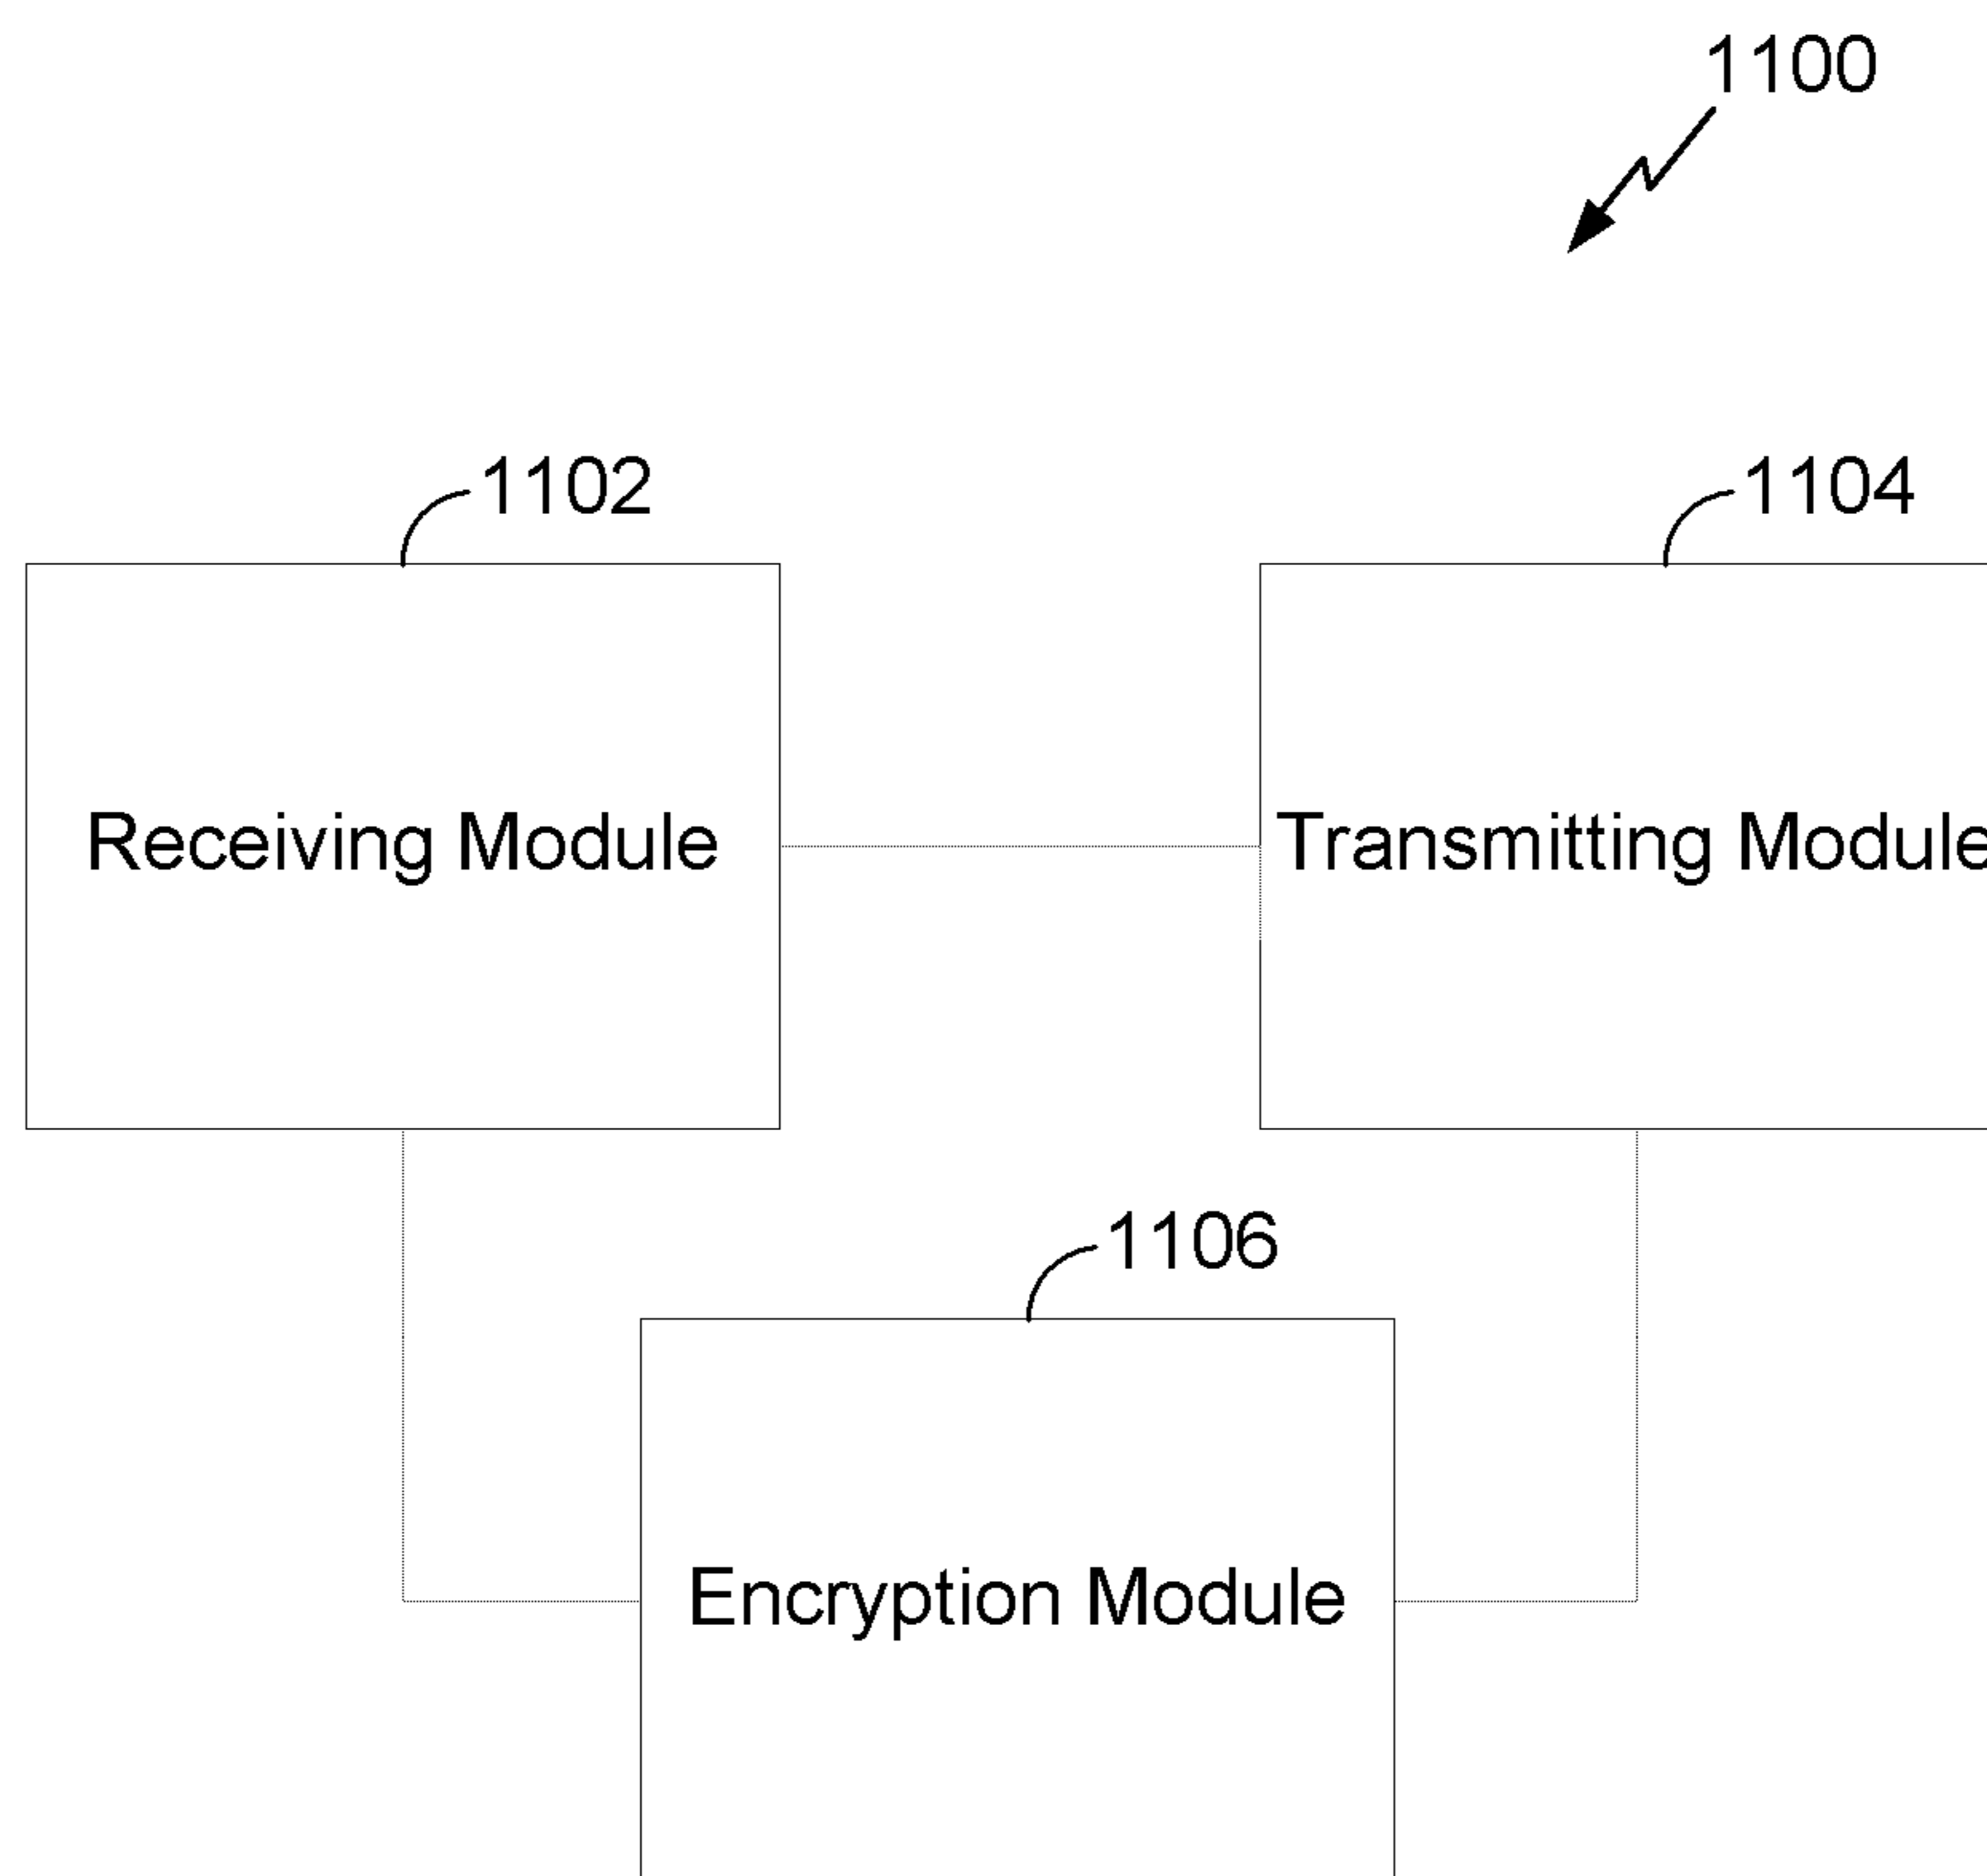 1100
1102
1104
Receiving Module
Transmitting Module
1106
Encryption Module